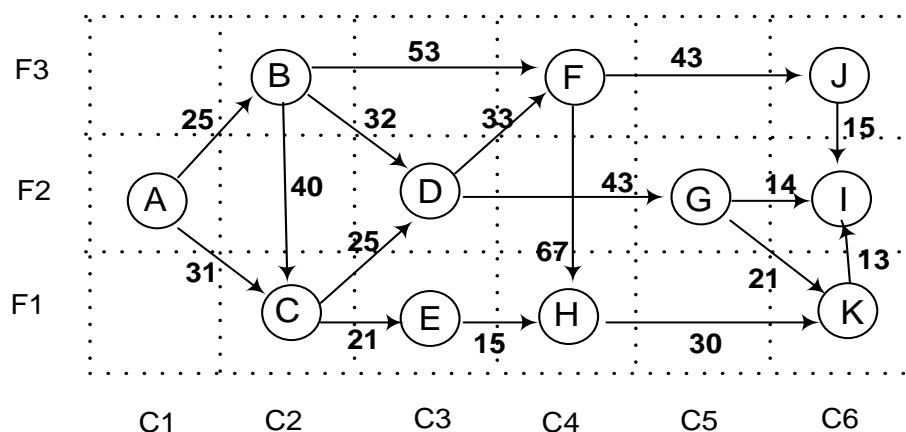 F3 B 53 F 43 J
25 32 33 15
F2 A 40 D 43 G 14 I
31 25 67 21 13
F1 C 21 E 15 H 30 K
C1 C2 C3 C4 C5 C6